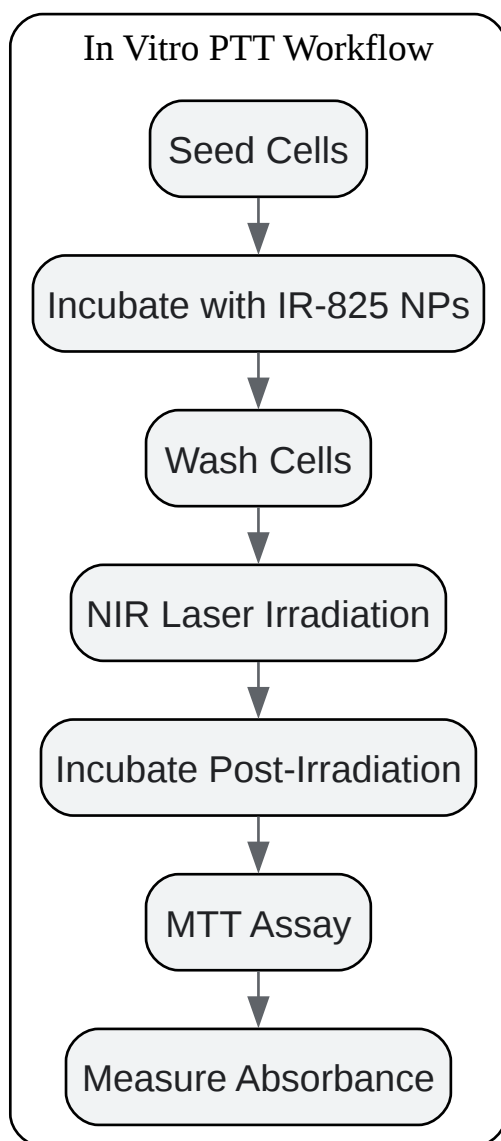 In Vitro PTT Workflow
Seed Cells
Incubate with IR-825 NPs
Wash Cells
NIR Laser Irradiation
Incubate Post-Irradiation
MTT Assay
Measure Absorbance